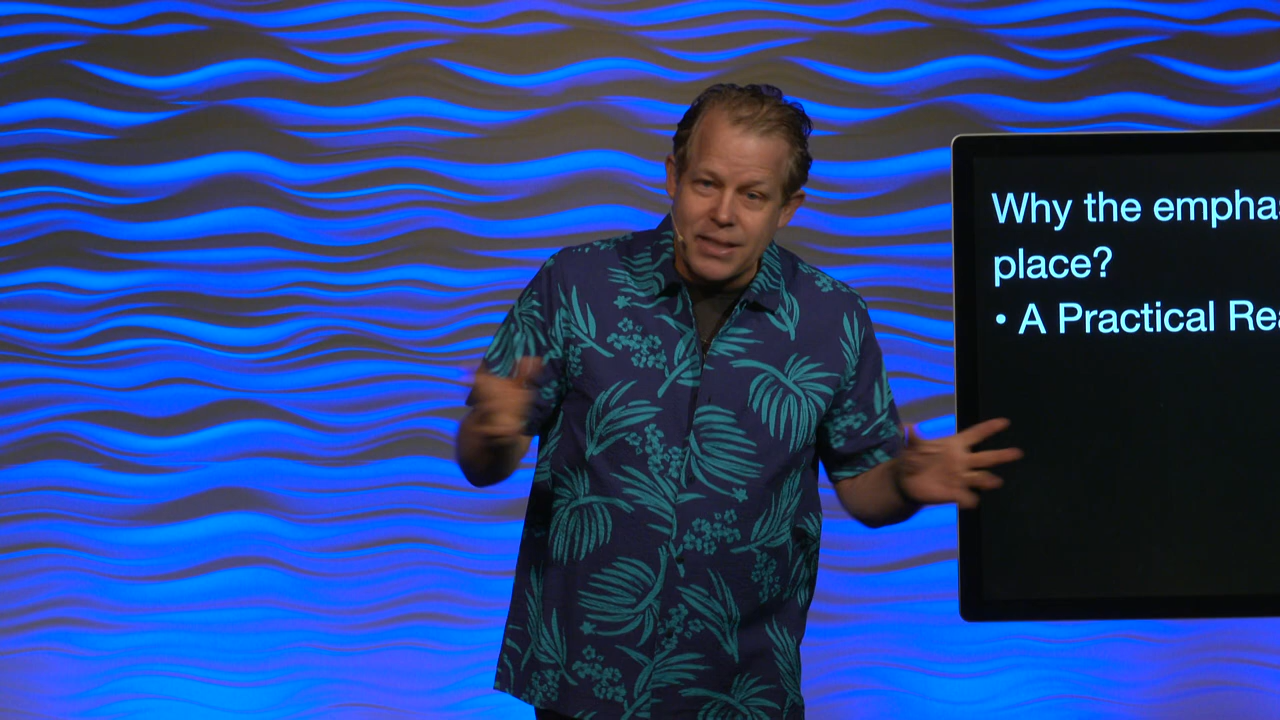 Why the empha
place?
• A Practical Re